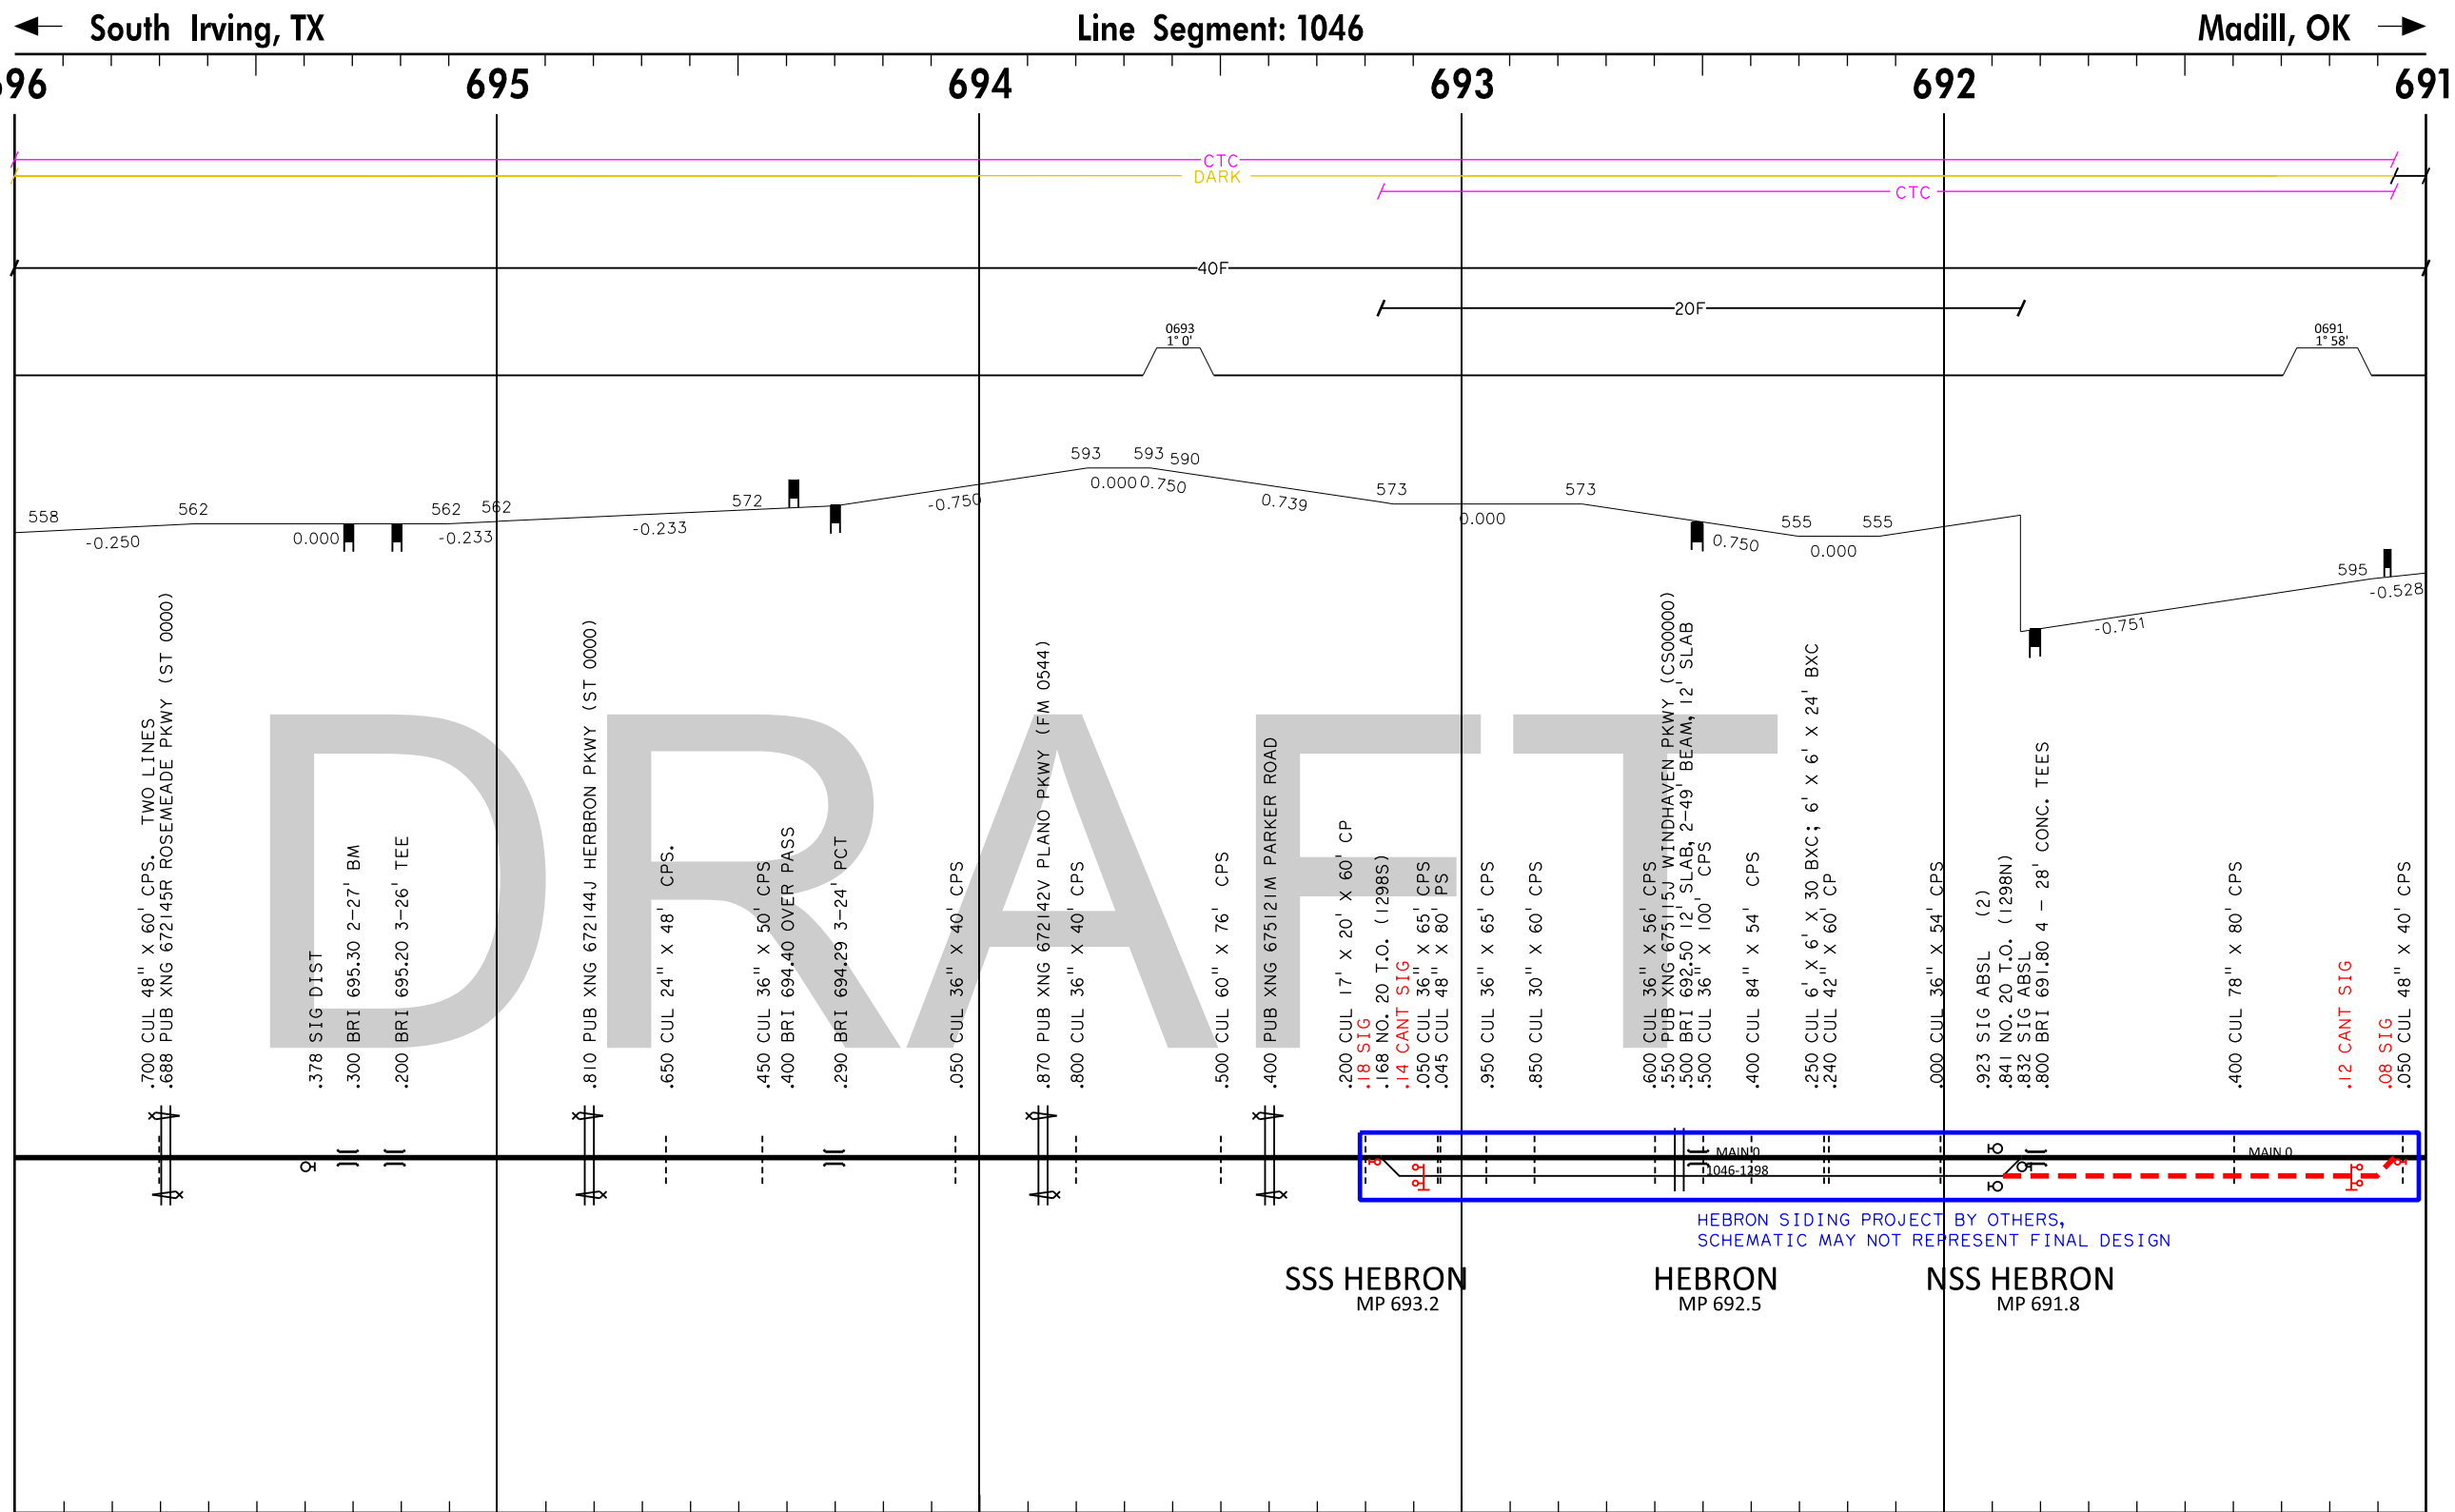 South Irving, TX
Line Segment: 1046
Madill, OK
696
695
694
693
692
691
CTC
DARK
CTC
40F
20F
0693
1° 0'
0691
1° 58'
593
593
590
558
562
562
562
572
573
573
555
555
595
-0.250
0.000
-0.233
-0.233
-0.750
0.000
0.750
0.739
0.000
0.750
0.000
-0.751
-0.528
DRAFT
.700 CUL 48" X 60' CPS. TWO LINES
.688 PUB XNG 672145R ROSEMEADE PKWY (ST 0000)
.378 SIG DIST
.300 BRI 695.30 2-27' BM
.200 BRI 695.20 3-26' TEE
.810 PUB XNG 672144J HERBRON PKWY (ST 0000)
.650 CUL 24" X 48' CPS.
.450 CUL 36" X 50' CPS
.400 BRI 694.40 OVER PASS
.290 BRI 694.29 3-24' PCT
.050 CUL 36" X 40' CPS
.870 PUB XNG 672142V PLANO PKWY (FM 0544)
.800 CUL 36" X 40' CPS
.500 CUL 60" X 76' CPS
.400 PUB XNG 675121M PARKER ROAD
.200 CUL 17' X 20' X 60' CP
.18 SIG
.168 NO. 20 T.O. (1298S)
.14 CANT SIG
.050 CUL 36" X 65' CPS
.045 CUL 48" X 80' PS
.950 CUL 36" X 65' CPS
.850 CUL 30" X 60' CPS
.600 CUL 36" X 56' CPS
.550 PUB XNG 675115J WINDHAVEN PKWY (CS00000)
.500 BRI 692.50 12' SLAB, 2-49' BEAM, 12' SLAB
.500 CUL 36" X 100' CPS
.400 CUL 84" X 54' CPS
.250 CUL 6' X 6' X 30 BXC; 6' X 6' X 24' BXC
.240 CUL 42" X 60' CP
.000 CUL 36" X 54' CPS
.923 SIG ABSL (2)
.841 NO. 20 T.O. (1298N)
.832 SIG ABSL
.800 BRI 691.80 4 - 28' CONC. TEES
.400 CUL 78" X 80' CPS
.12 CANT SIG
.08 SIG
.050 CUL 48" X 40' CPS
MAIN 0
1046-1298
MAIN 0
HEBRON SIDING PROJECT BY OTHERS,
SCHEMATIC MAY NOT REPRESENT FINAL DESIGN
SSS HEBRON
MP 693.2
HEBRON
MP 692.5
NSS HEBRON
MP 691.8